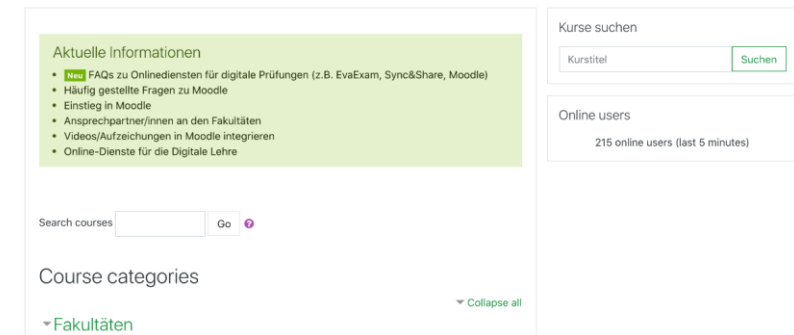 Aktuelle Informationen
Neu FAQs zu Onlinediensten für digitale Prüfungen (z.B. EvaExam, Sync&Share, Moodle)
Häufig gestellte Fragen zu Moodle
Einstieg in Moodle
Ansprechpartner/innen an den Fakultäten
Videos/Aufzeichungen in Moodle integrieren
Online-Dienste für die Digitale Lehre
Search courses Go
Course categories
Collapse all
Fakultäten
Kurse suchen
Kurstitel Suchen
Online users
215 online users (last 5 minutes)